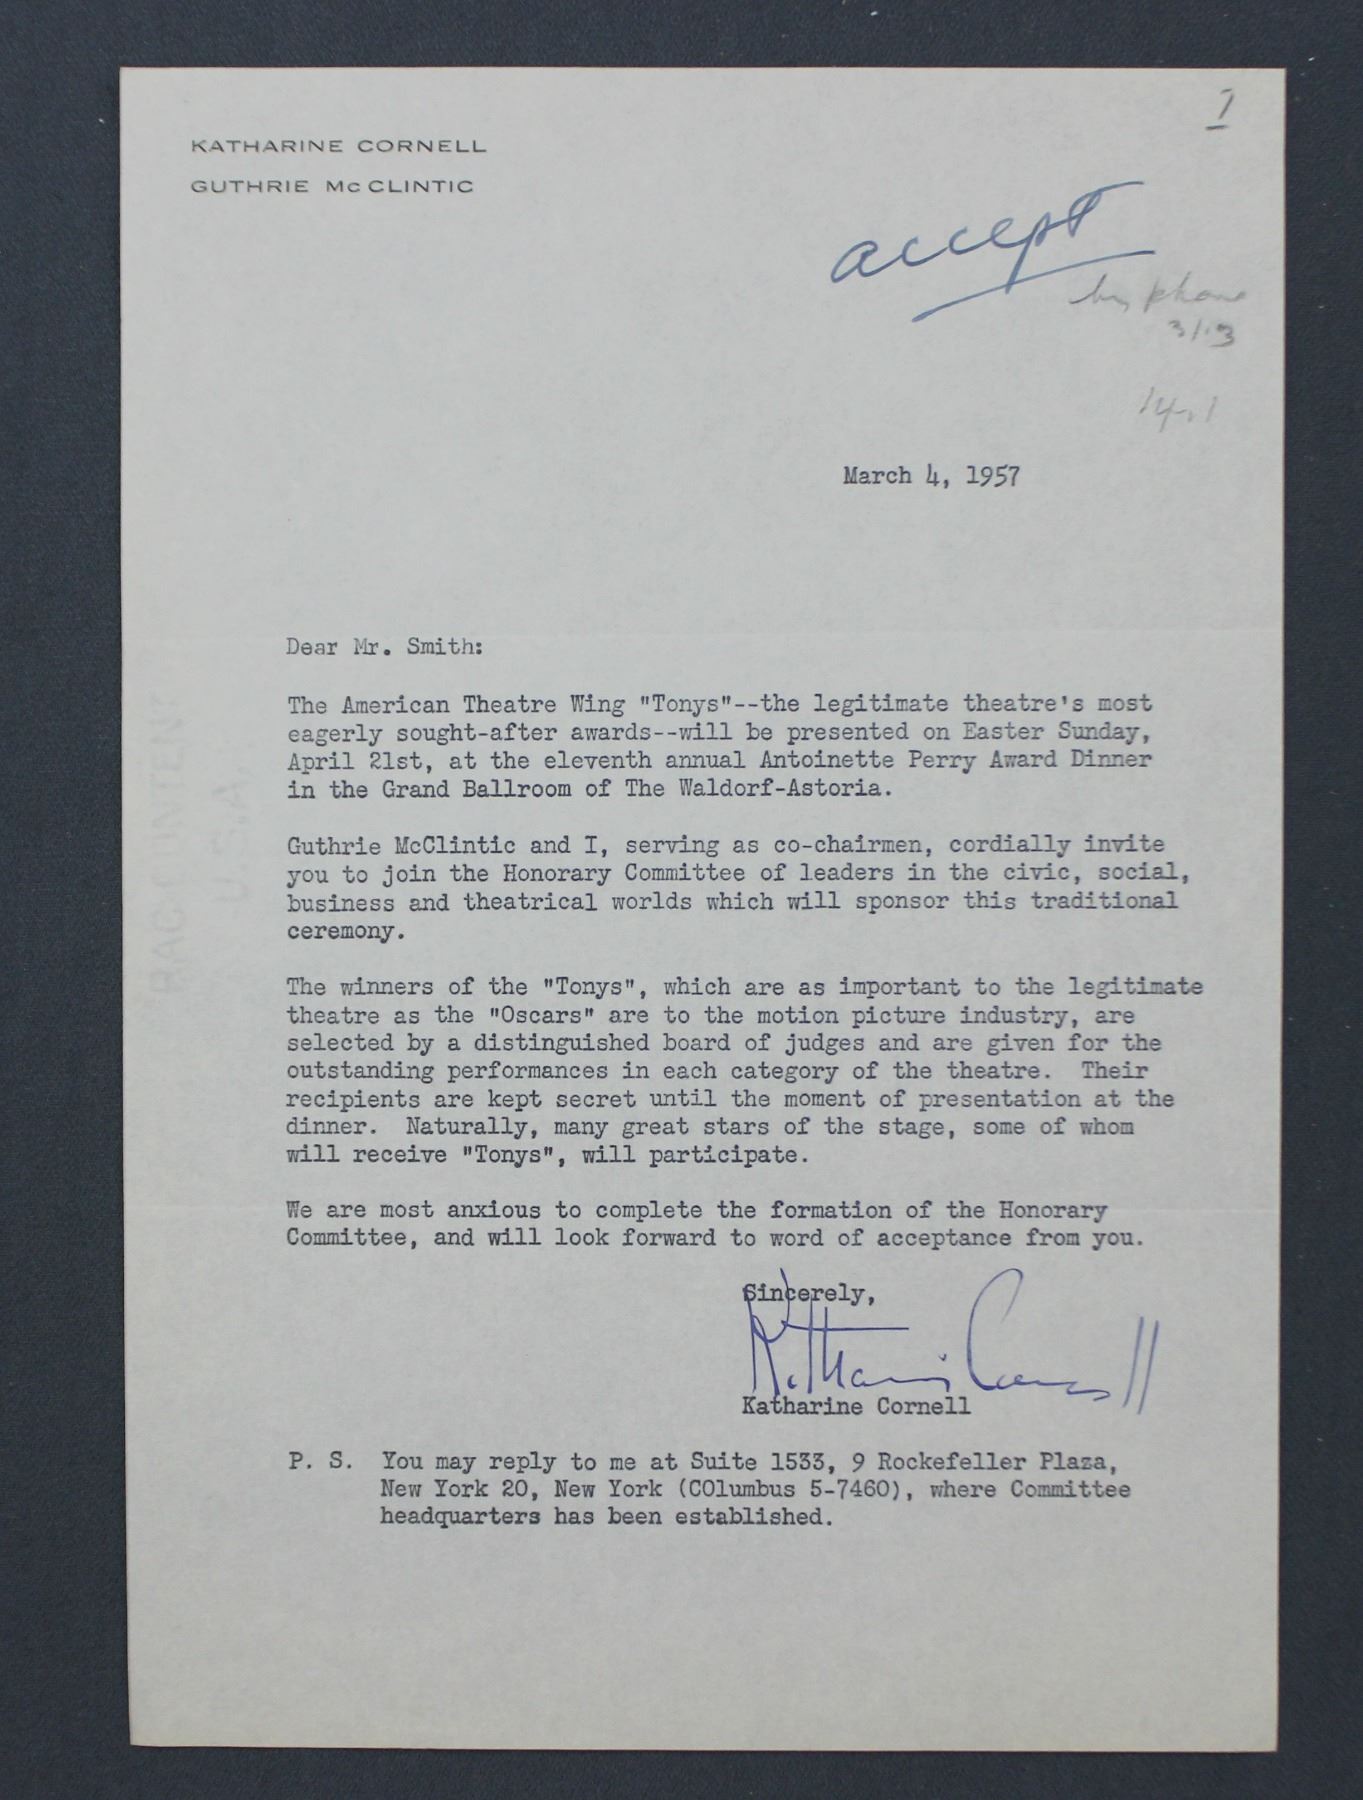 7
KATHARINE CORNELL
GUTHRIE Mc CLINTIC
accept
by phone
3/13
March 4, 1957
Dear Mr. Smith:
The American Theatre Wing "Tonys"--the legitimate theatre's most
eagerly sought-after awards--will be presented on Easter Sunday,
April 21st, at the eleventh annual Antoinette Perry Award Dinner
in the Grand Ballroom of The Waldorf-Astoria.
Guthrie McClintic and I, serving as co-chairmen, cordially invite
you to join the Honorary Committee of leaders in the civic, social,
business and theatrical worlds which will sponsor this traditional
ceremony.
The winners of the "Tonys", which are as important to the legitimate
theatre as the "Oscars" are to the motion picture industry, are
selected by a distinguished board of judges and are given for the
outstanding performances in each category of the theatre.  Their
recipients are kept secret until the moment of presentation at the
dinner.  Naturally, many great stars of the stage, some of whom
will receive "Tonys", will participate.
We are most anxious to complete the formation of the Honorary
Committee, and will look forward to word of acceptance from you.
Sincerely,
Katharine Cornell
Katharine Cornell
P. S.  You may reply to me at Suite 1533, 9 Rockefeller Plaza,
New York 20, New York (COlumbus 5-7460), where Committee
headquarters has been established.
RAG CONTENT
U.S.A.